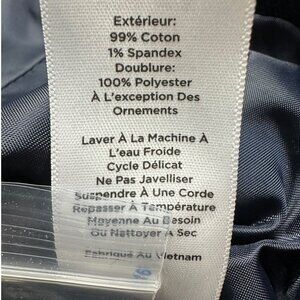 Extérieur:
99% Coton
1% Spandex
Doublure:
100% Polyester
À L'exception Des
Ornements
Laver À La Machine À
L'eau Froide
Cycle Délicat
Ne Pas Javelliser
Suspendre À Une Corde
Repasser À Température
Moyenne Au Besoin
Ou Nettoyer À Sec
Fabriqué Au Vietnam